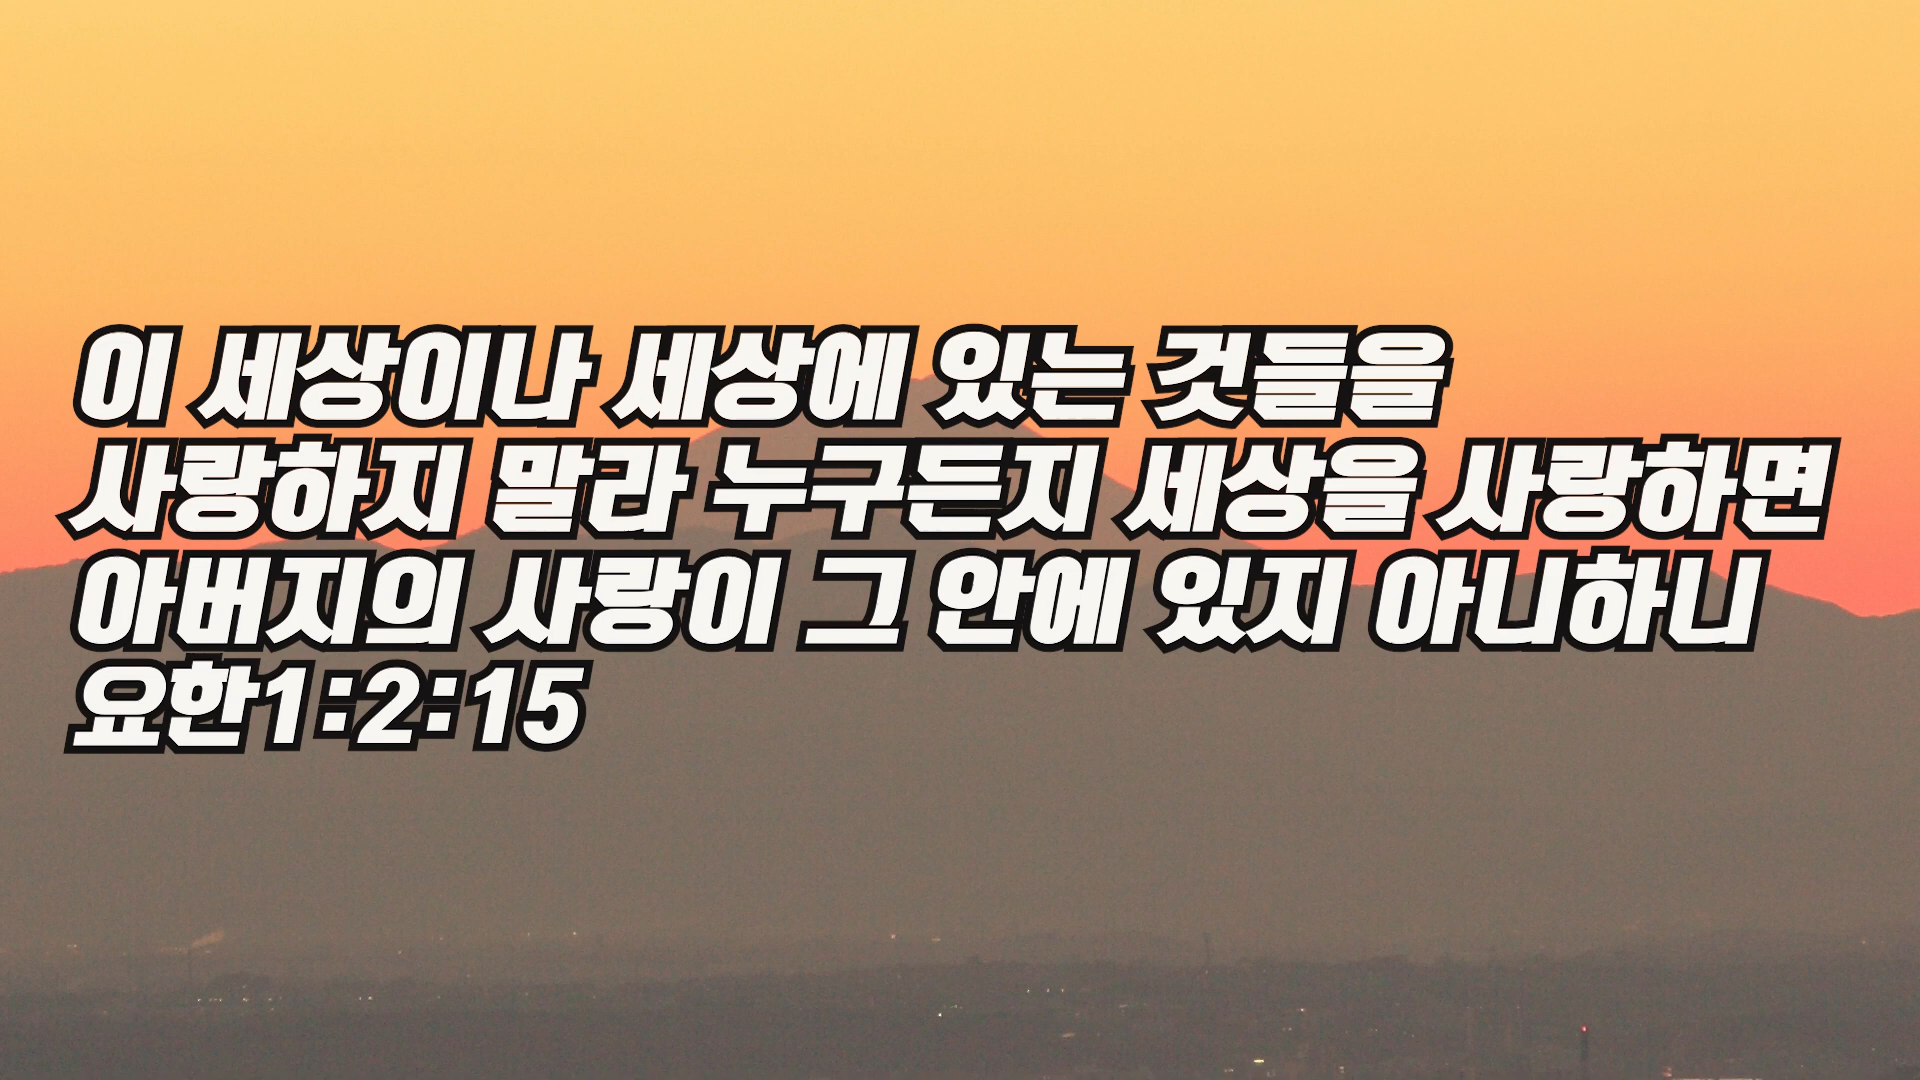 이 세상이나 세상에 있는 것들을
사랑하지 말라 누구든지 세상을 사랑하면
아버지의 사랑이 그 안에 있지 아니하니
요한1:2:15